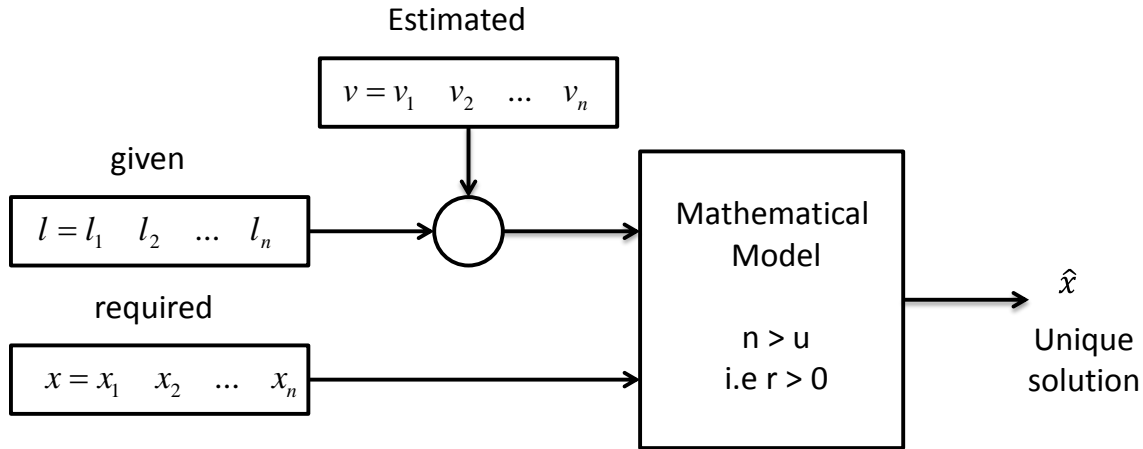 Estimated
v = v₁ v₂ ... vₙ
given
l = l₁ l₂ ... lₙ
required
x = x₁ x₂ ... xₙ
Mathematical
Model
n > u
i.e r > 0
x̂
Unique
solution